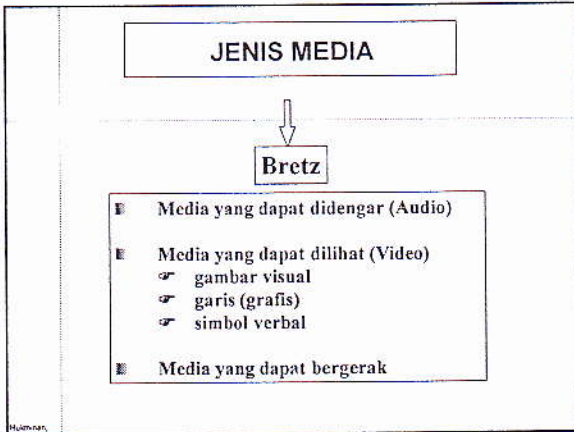 JENIS MEDIA
Bretz
Media yang dapat didengar (Audio)
Media yang dapat dilihat (Video)
gambar visual
garis (grafis)
simbol verbal
Media yang dapat bergerak